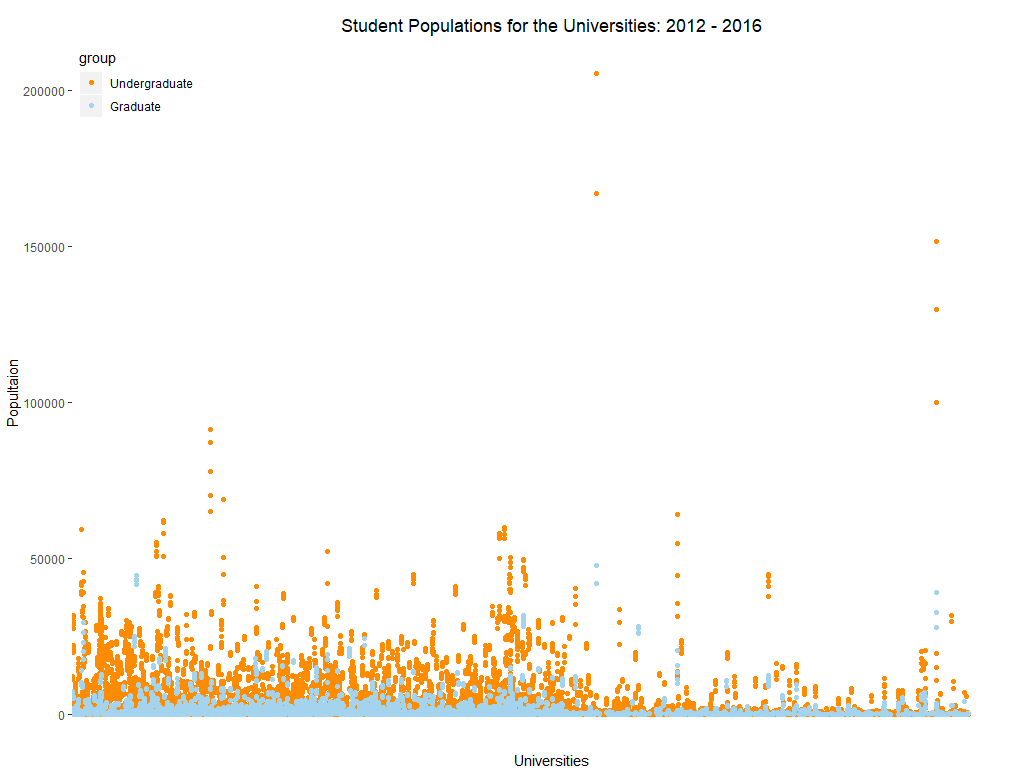 Student Populations for the Universities: 2012 - 2016
group
Undergraduate
Graduate
200000
150000
100000
50000
0
Popultaion
Universities